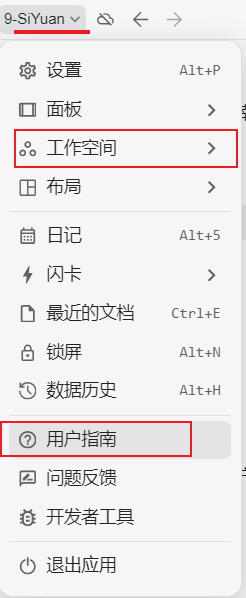 9-SiYuan
设置 Alt+P
面板
工作空间
布局
日记 Alt+5
闪卡
最近的文档 Ctrl+E
锁屏 Alt+N
数据历史 Alt+H
用户指南
问题反馈
开发者工具
退出应用